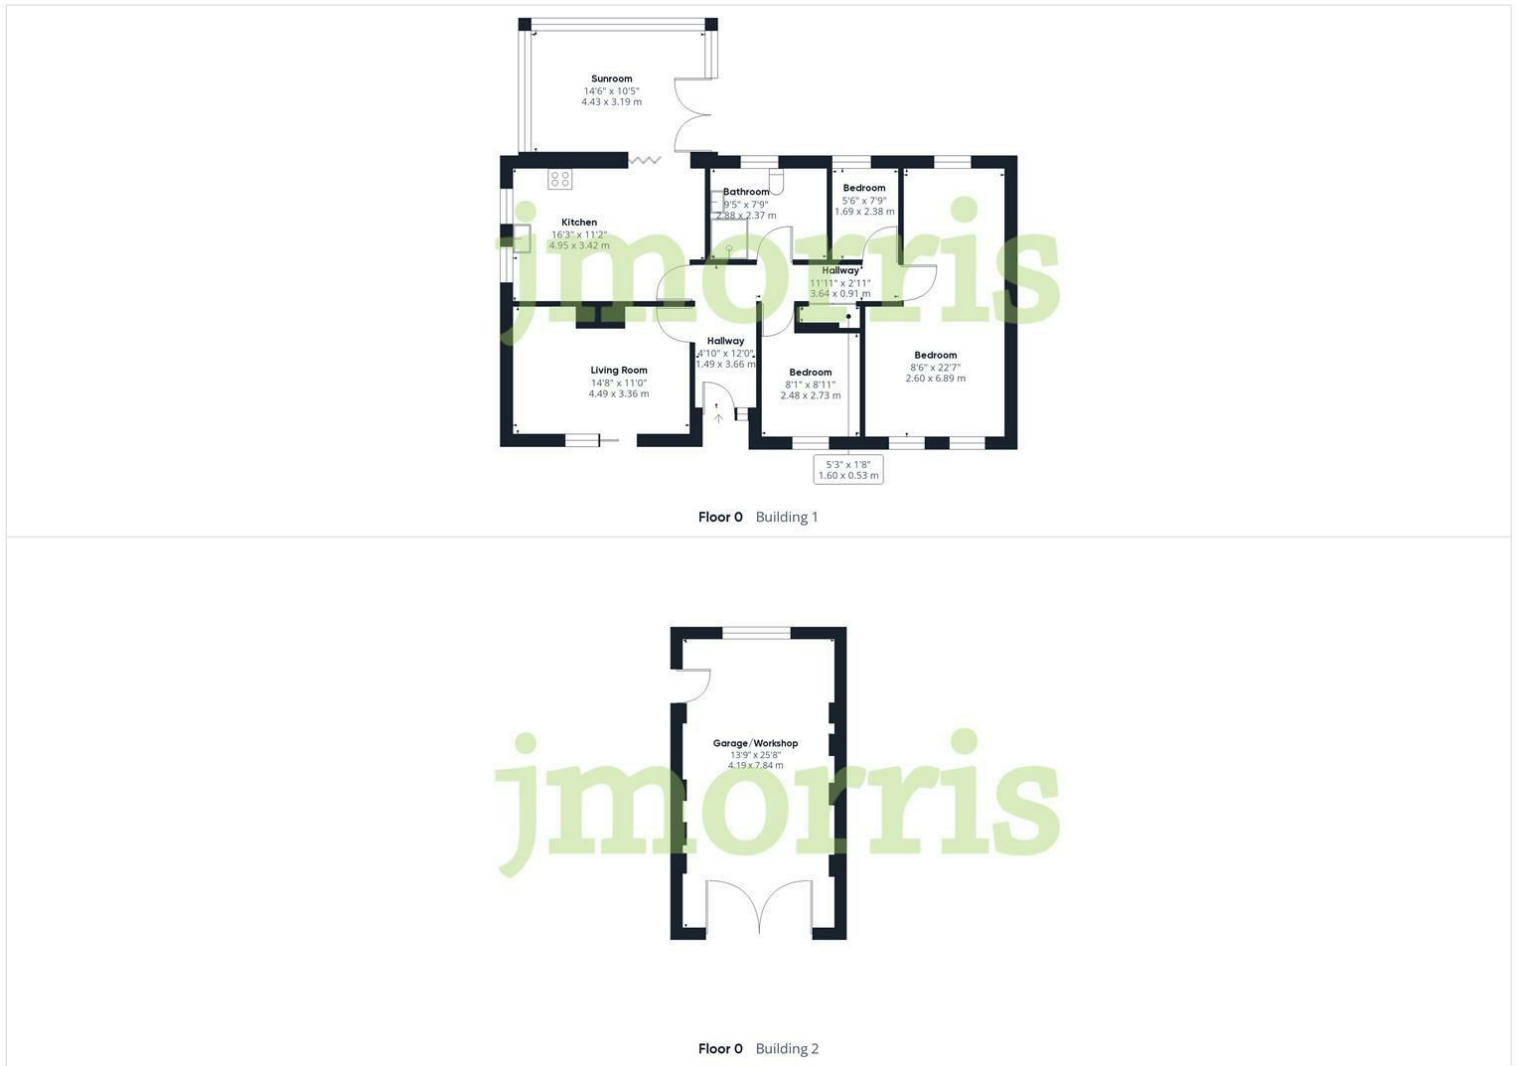 Sunroom
14'6" x 10'5"
4.43 x 3.19 m
Kitchen
16'3" x 11'2"
4.95 x 3.42 m
Bathroom
9'5" x 7'9"
2.88 x 2.37 m
Bedroom
5'6" x 7'9"
1.69 x 2.38 m
Hallway
11'11" x 2'11"
3.64 x 0.91 m
Hallway
4'10" x 12'0"
1.49 x 3.66 m
Living Room
14'8" x 11'0"
4.49 x 3.36 m
Bedroom
8'1" x 8'11"
2.48 x 2.73 m
Bedroom
8'6" x 22'7"
2.60 x 6.89 m
5'3" x 1'8"
1.60 x 0.53 m
jmorris
Floor 0 Building 1
Garage/Workshop
13'9" x 25'8"
4.19 x 7.84 m
jmorris
Floor 0 Building 2